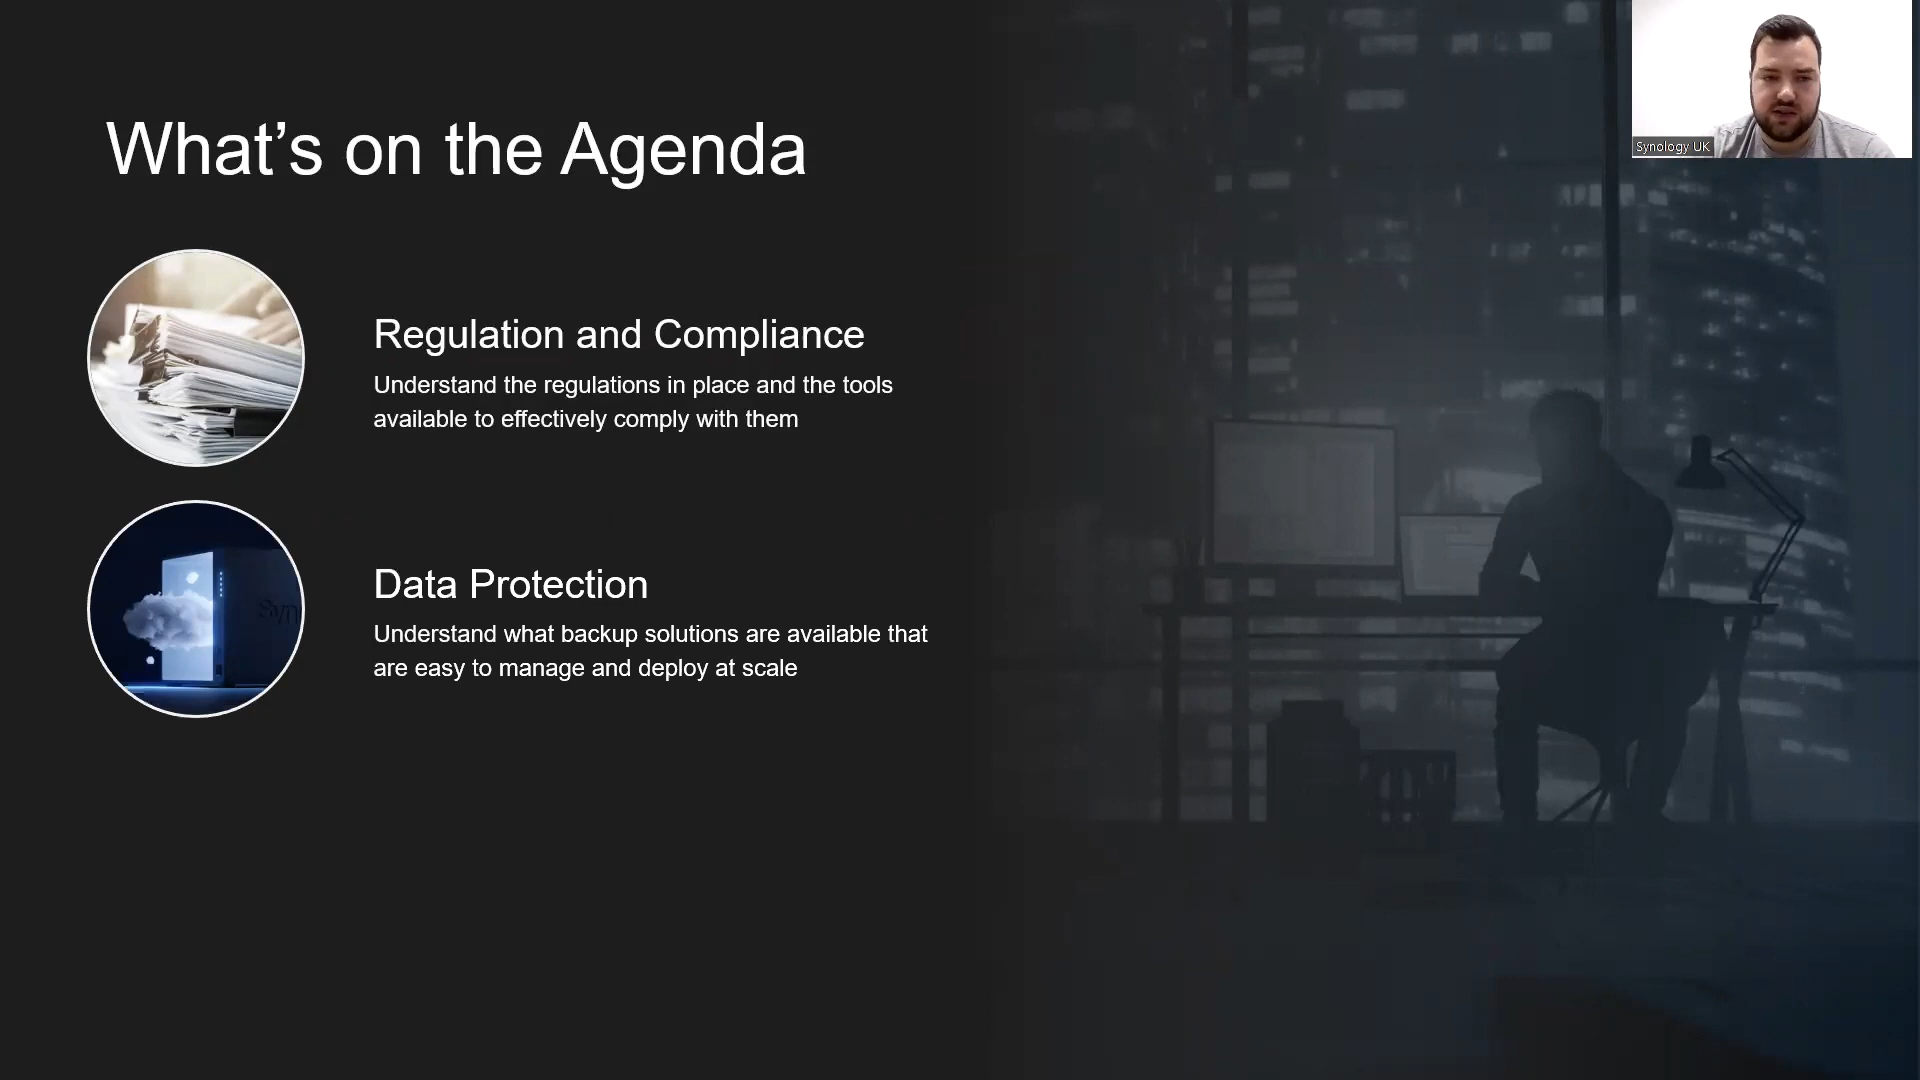 Synology UK
What’s on the Agenda
Regulation and Compliance
Understand the regulations in place and the tools
available to effectively comply with them
Data Protection
Understand what backup solutions are available that
are easy to manage and deploy at scale